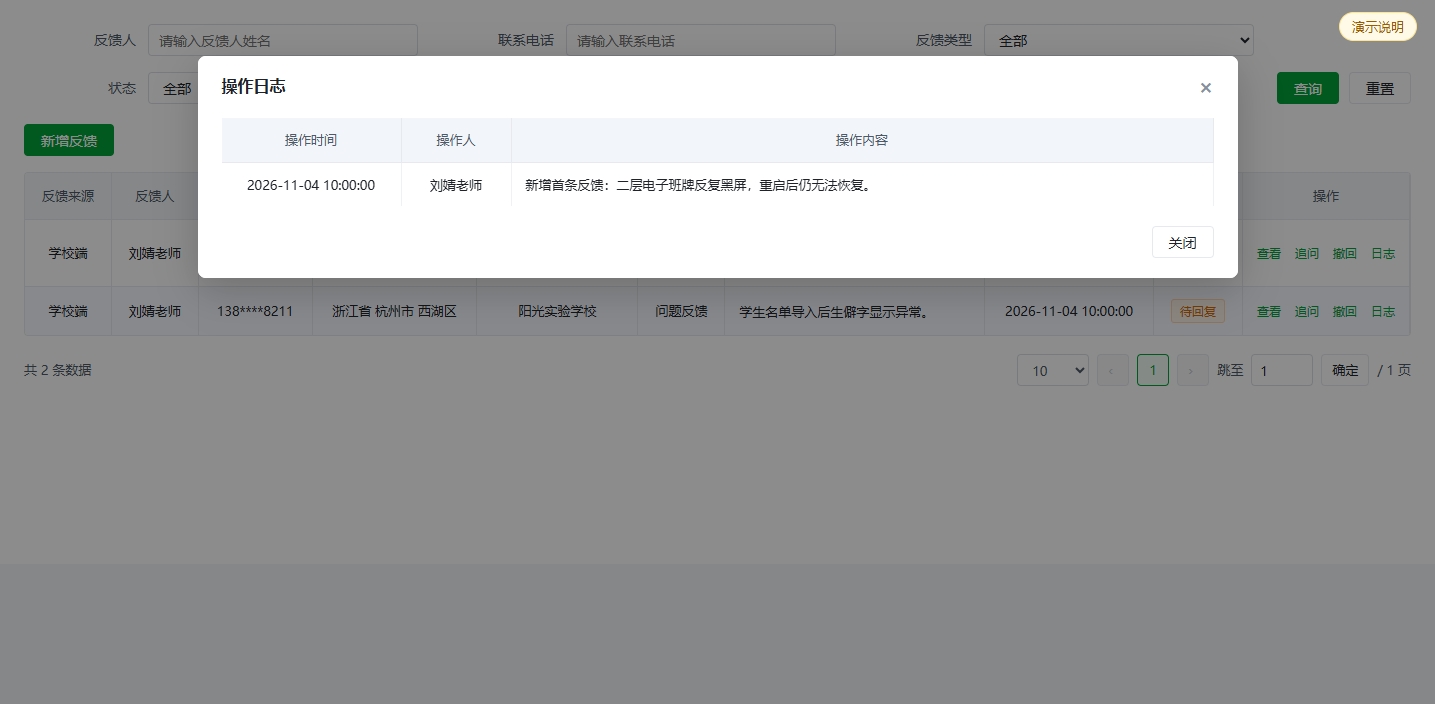 演示说明
反馈人 请输入反馈人姓名 联系电话 请输入联系电话 反馈类型 全部
状态 全部 查询 重置
操作日志 ×
操作时间 操作人 操作内容
2026-11-04 10:00:00 刘婧老师 新增首条反馈：二层电子班牌反复黑屏，重启后仍无法恢复。
关闭
新增反馈
反馈来源 反馈人 操作
学校端 刘婧老师 查看 追问 撤回 日志
学校端 刘婧老师 138****8211 浙江省 杭州市 西湖区 阳光实验学校 问题反馈 学生名单导入后生僻字显示异常。 2026-11-04 10:00:00 待回复 查看 追问 撤回 日志
共 2 条数据 10 ‹ 1 › 跳至 1 确定 / 1 页